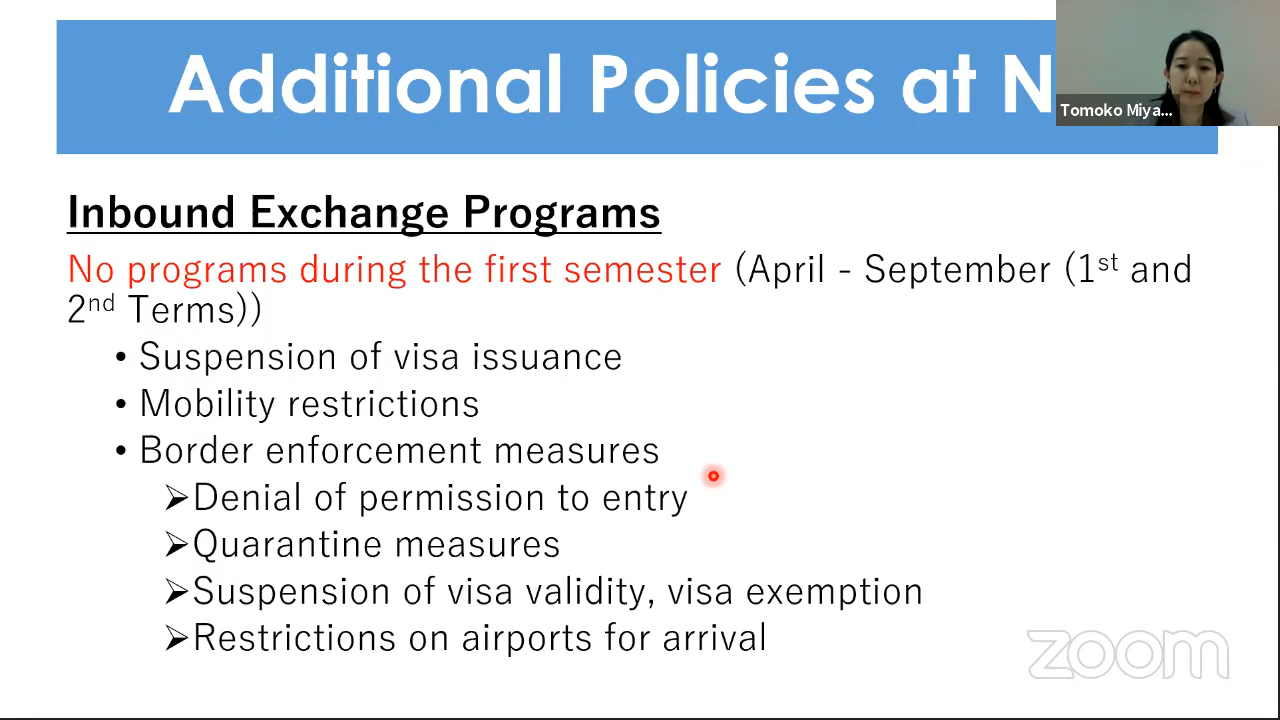 Additional Policies at N
Tomoko Miya...
Inbound Exchange Programs
No programs during the first semester (April - September (1st and
2nd Terms))
• Suspension of visa issuance
• Mobility restrictions
• Border enforcement measures
➢Denial of permission to entry
➢Quarantine measures
➢Suspension of visa validity, visa exemption
➢Restrictions on airports for arrival
zoom